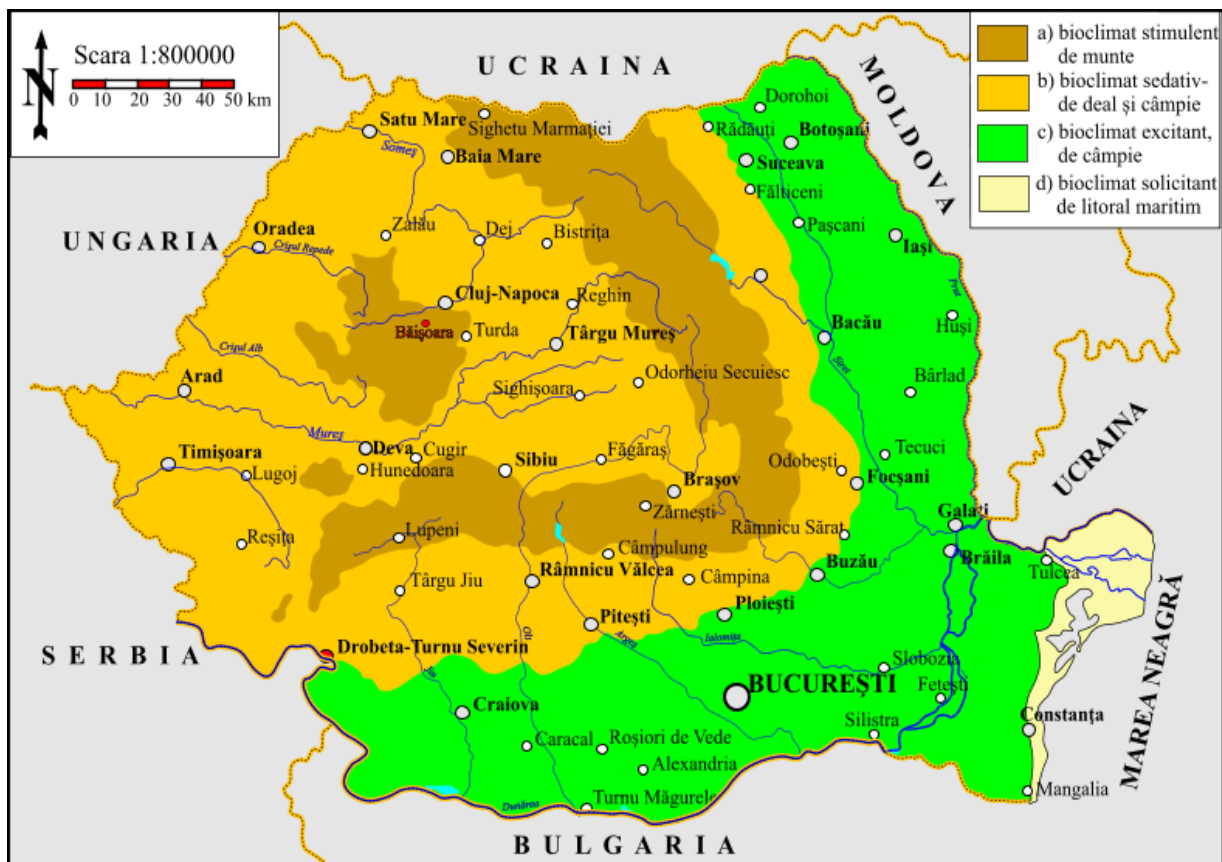 Scara 1:800000
N
0 10 20 30 40 50 km
a) bioclimat stimulent
de munte
b) bioclimat sedativ-
de deal și câmpie
c) bioclimat excitant,
de câmpie
d) bioclimat solicitant
de litoral maritim
UCRAINA
MOLDOVA
Dorohoi
Satu Mare
Sighetu Marmației
Rădăuți
Botoșani
Someș
Baia Mare
Suceava
Fălticeni
Oradea
Zalău
Dej
Bistrița
Pașcani
Iași
UNGARIA
Crișul Repede
Prut
Cluj-Napoca
Reghin
Băișoara
Turda
Târgu Mureș
Bacău
Huși
Crișul Alb
Siret
Arad
Sighișoara
Odorheiu Secuiesc
Bârlad
Mureș
Timișoara
Deva
Cugir
Făgăraș
Tecuci
UCRAINA
Lugoj
Hunedoara
Sibiu
Brașov
Odobești
Focșani
Zărnești
Galați
Reșița
Lupeni
Râmnicu Sărat
Câmpulung
Brăila
Tulcea
Târgu Jiu
Râmnicu Vâlcea
Câmpina
Buzău
Pitești
Ploiești
SERBIA
Drobeta-Turnu Severin
Olt
Argeș
Ialomița
Jiu
Slobozia
BUCUREȘTI
Fetești
MAREA NEAGRĂ
Craiova
Silistra
Constanța
Caracal
Roșiori de Vede
Alexandria
Mangalia
Dunărea
Turnu Măgurele
BULGARIA